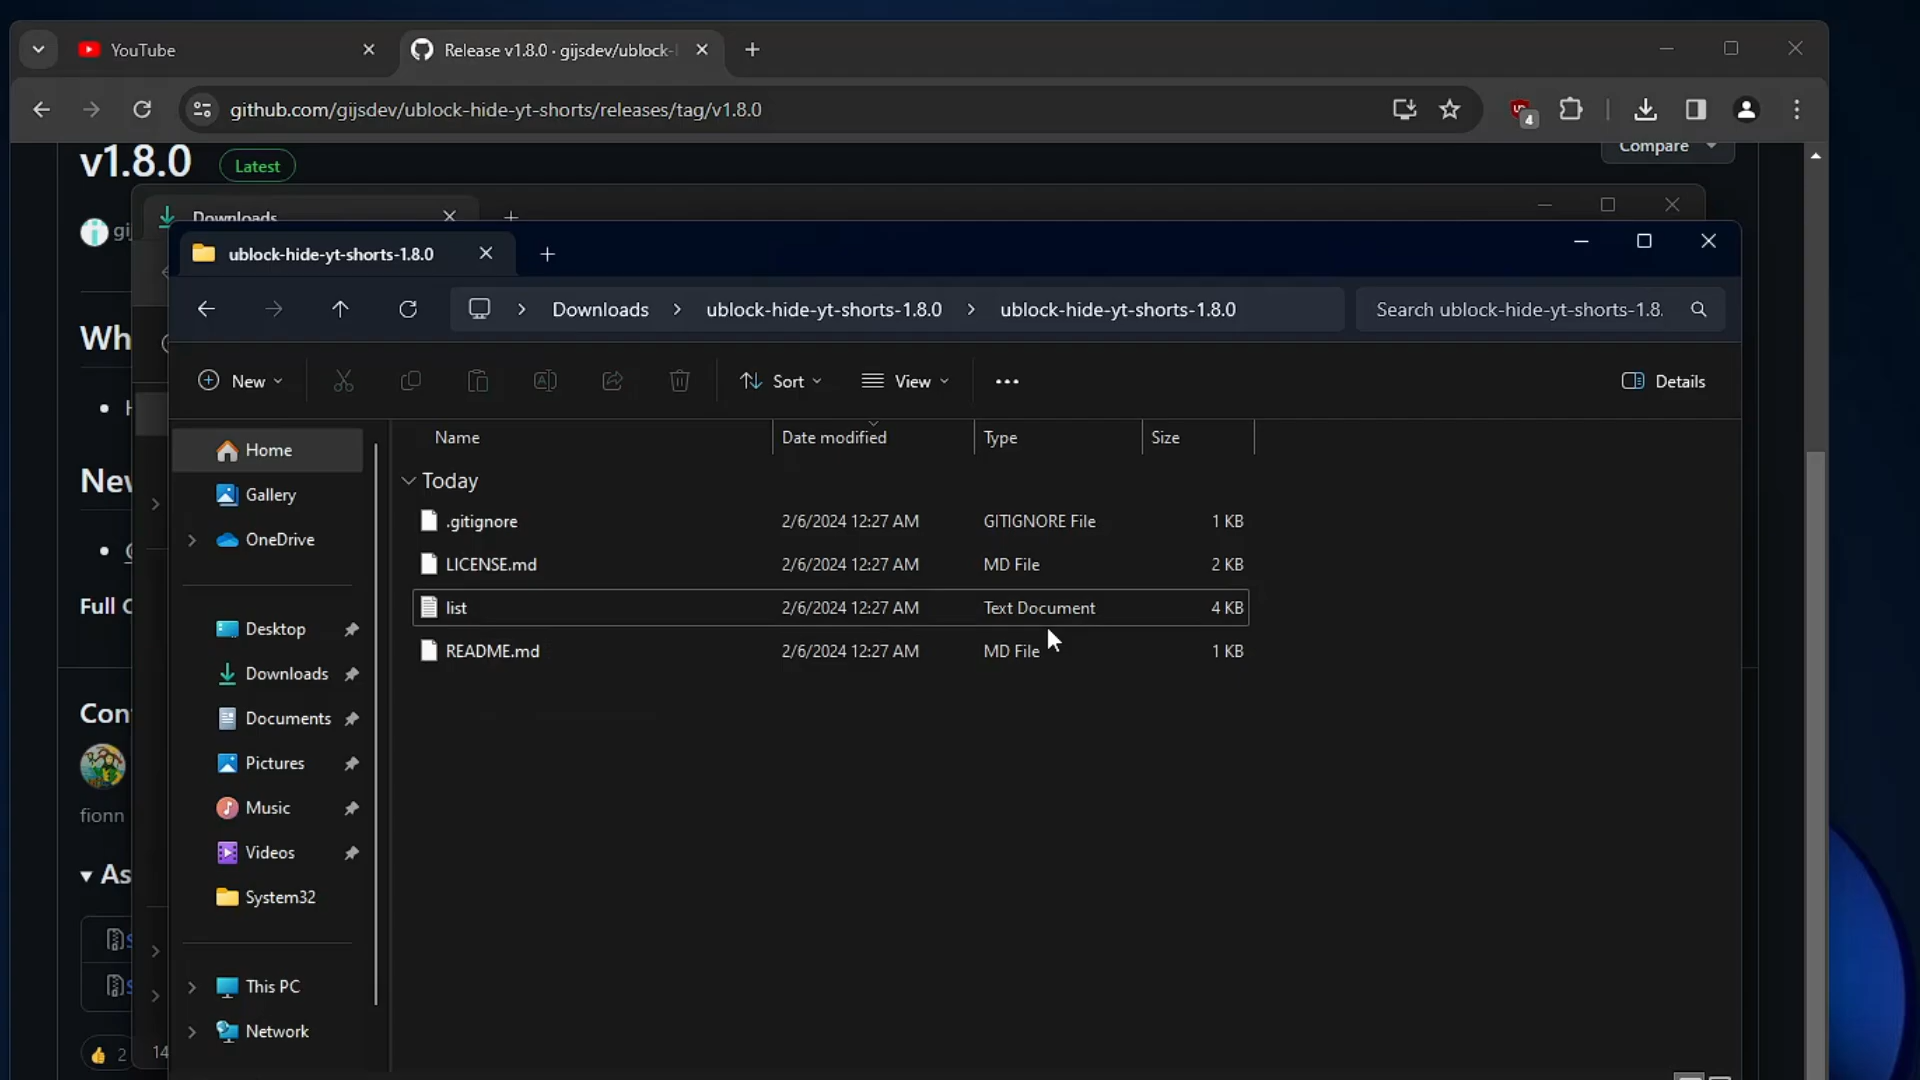 YouTube
Release v1.8.0 · gijsdev/ublock-
github.com/gijsdev/ublock-hide-yt-shorts/releases/tag/v1.8.0
4
v1.8.0 Latest
Compare
Downloads
gij
ublock-hide-yt-shorts-1.8.0
Downloads > ublock-hide-yt-shorts-1.8.0 > ublock-hide-yt-shorts-1.8.0
Search ublock-hide-yt-shorts-1.8.
Wh
New
Sort
View
Details
Name Date modified Type Size
Home
Today
Gallery
Nev
.gitignore 2/6/2024 12:27 AM GITIGNORE File 1 KB
OneDrive
LICENSE.md 2/6/2024 12:27 AM MD File 2 KB
Full C
list 2/6/2024 12:27 AM Text Document 4 KB
Desktop
README.md 2/6/2024 12:27 AM MD File 1 KB
Downloads
Con
Documents
Pictures
Music
fionn
Videos
As
System32
This PC
Network
2
14